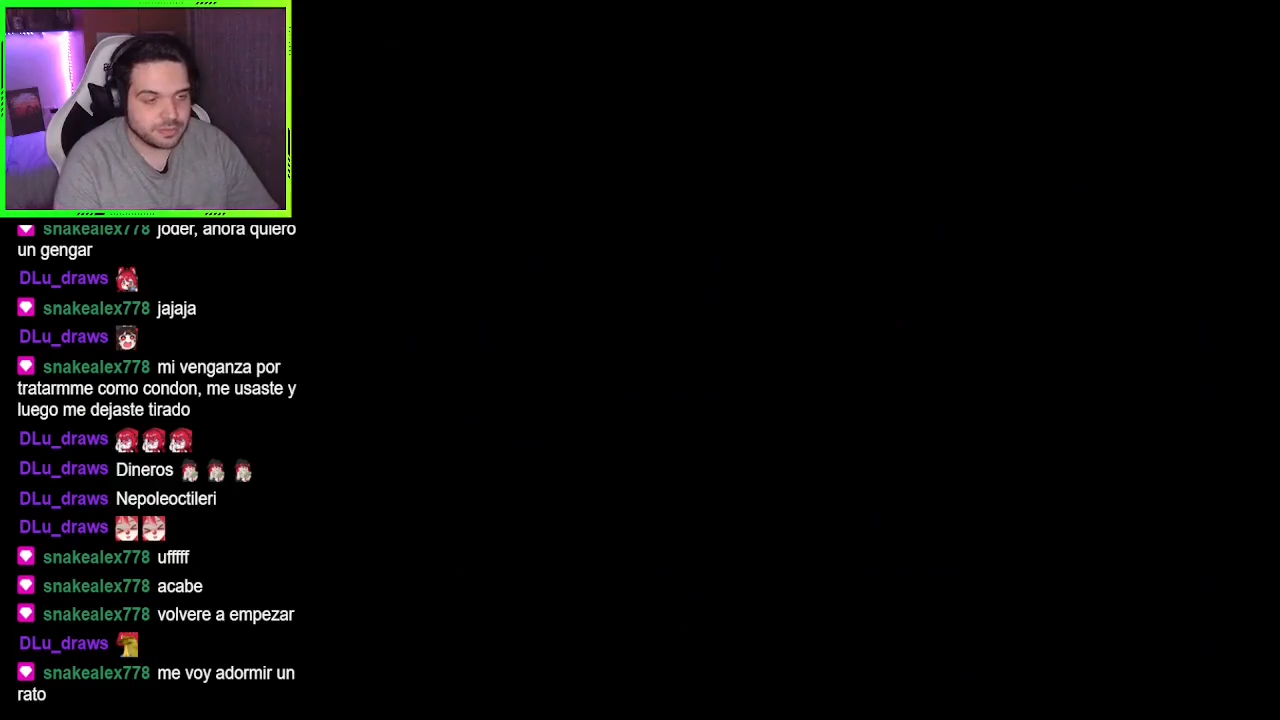 snakealex778 joder, ahora quiero
un gengar
DLu_draws
snakealex778 jajaja
DLu_draws
snakealex778 mi venganza por
tratarmme como condon, me usaste y
luego me dejaste tirado
DLu_draws
DLu_draws Dineros
DLu_draws Nepoleoctileri
DLu_draws
snakealex778 ufffff
snakealex778 acabe
snakealex778 volvere a empezar
DLu_draws
snakealex778 me voy adormir un
rato